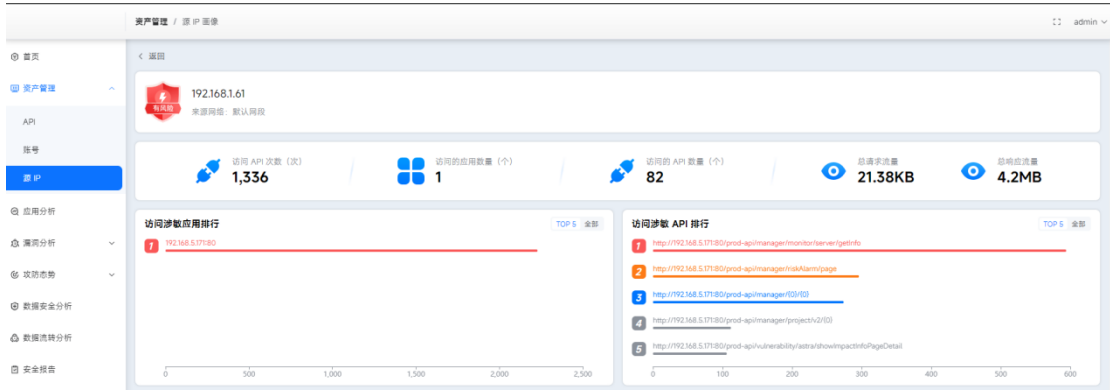 资产管理 / 源 IP 画像
admin
首页
资产管理
API
账号
源 IP
应用分析
漏洞分析
攻防态势
数据安全分析
数据流转分析
安全报告
返回
有风险
192.168.1.61
来源网络：默认网段
访问 API 次数（次）
1,336
访问的应用数量（个）
1
访问的 API 数量（个）
82
总请求流量
21.38KB
总响应流量
4.2MB
访问涉敏应用排行
TOP 5 全部
1 192.168.5.171:80
0 500 1,000 1,500 2,000 2,500
访问涉敏 API 排行
TOP 5 全部
1 http://192.168.5.171:80/prod-api/manager/monitor/server/getInfo
2 http://192.168.5.171:80/prod-api/manager/riskAlarm/page
3 http://192.168.5.171:80/prod-api/manager/{0}/{0}
4 http://192.168.5.171:80/prod-api/manager/project/v2/{0}
5 http://192.168.5.171:80/prod-api/vulnerability/astra/showImpactInfoPageDetail
0 100 200 300 400 500 600